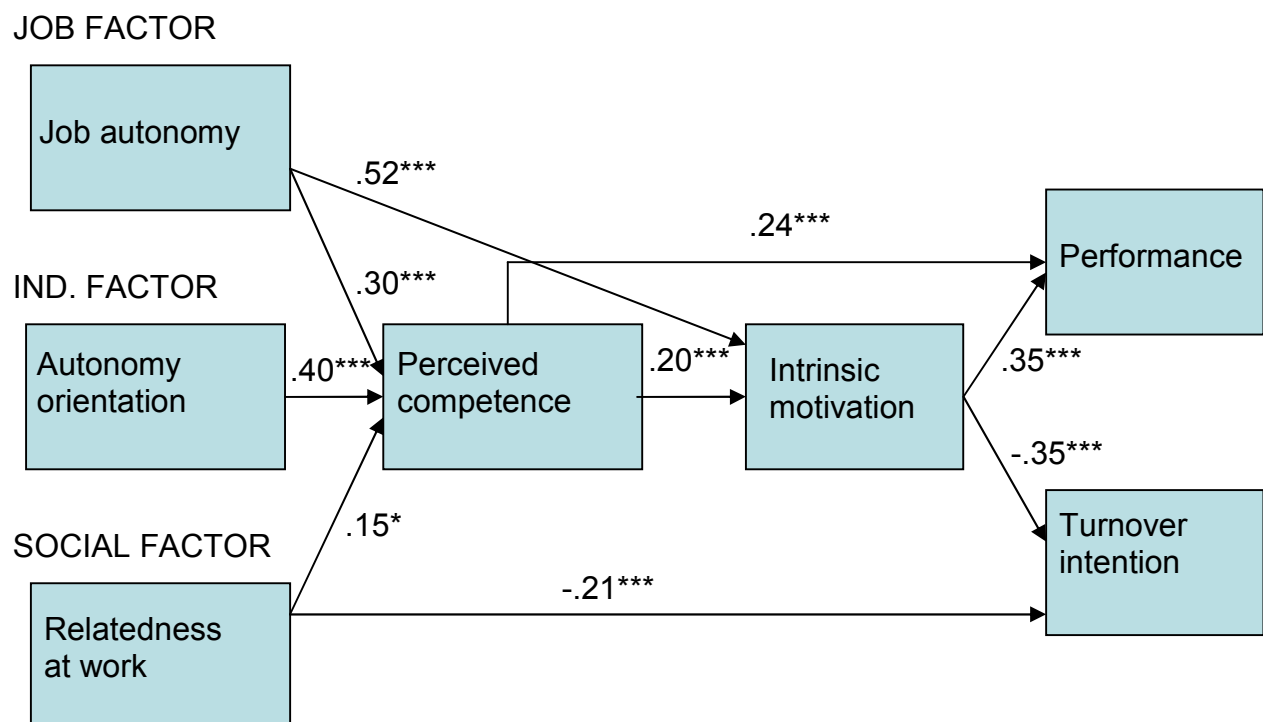 JOB FACTOR
Job autonomy
.52***
.24***
Performance
IND. FACTOR
.30***
Autonomy
orientation
.40***
Perceived
competence
.20***
Intrinsic
motivation
.35***
-.35***
SOCIAL FACTOR
.15*
Turnover
intention
-.21***
Relatedness
at work